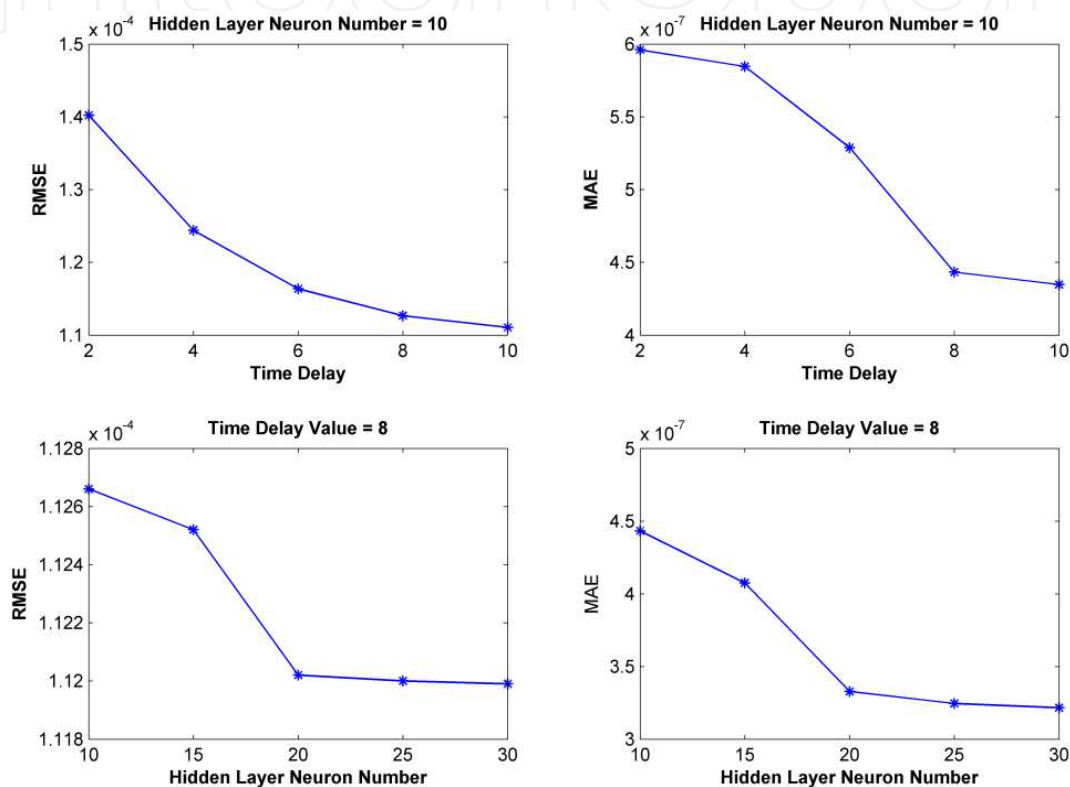 x 10^-4 Hidden Layer Neuron Number = 10
1.5
1.4
1.3
1.2
1.1
RMSE
2 4 6 8 10
Time Delay
x 10^-7 Hidden Layer Neuron Number = 10
6
5.5
5
4.5
4
MAE
2 4 6 8 10
Time Delay
x 10^-4 Time Delay Value = 8
1.128
1.126
1.124
1.122
1.12
1.118
RMSE
10 15 20 25 30
Hidden Layer Neuron Number
x 10^-7 Time Delay Value = 8
5
4.5
4
3.5
3
MAE
10 15 20 25 30
Hidden Layer Neuron Number